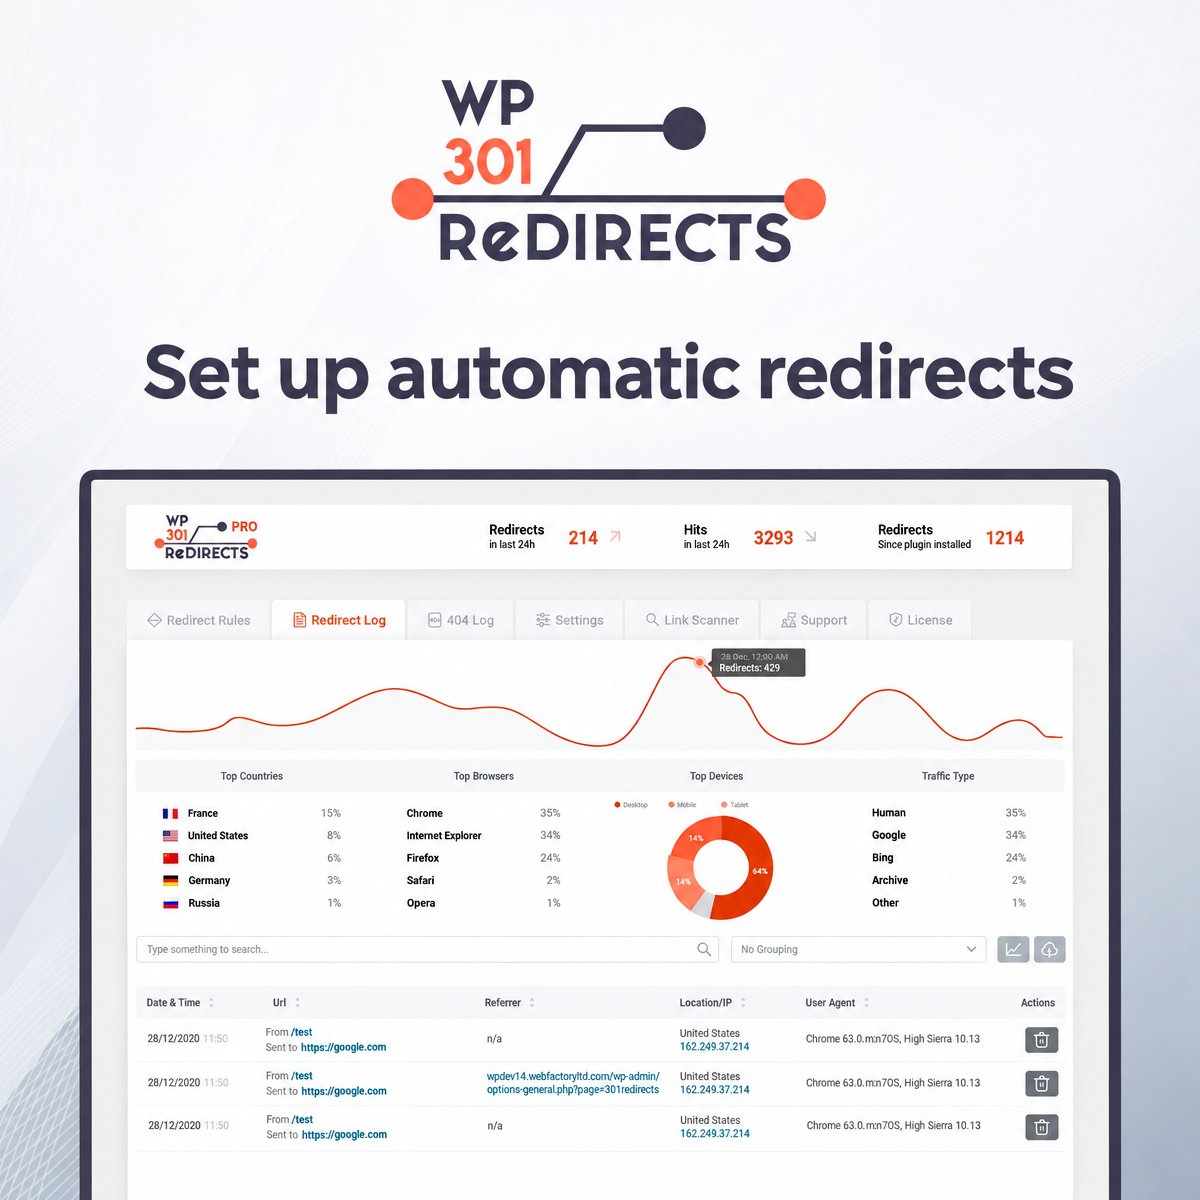 WP
301
ReDIRECTS
Set up automatic redirects
WP
301
PRO
ReDIRECTS
Redirects
in last 24h
214
Hits
in last 24h
3293
Redirects
Since plugin installed
1214
Redirect Rules
Redirect Log
404 Log
Settings
Link Scanner
Support
License
28 Dec, 12:00 AM
Redirects: 429
Top Countries
Top Browsers
Top Devices
Traffic Type
France 15%
United States 8%
China 6%
Germany 3%
Russia 1%
Chrome 35%
Internet Explorer 34%
Firefox 24%
Safari 2%
Opera 1%
Desktop Mobile Tablet
14%
64%
14%
Human 35%
Google 34%
Bing 24%
Archive 2%
Other 1%
Type something to search...
No Grouping
Date & Time Url Referrer Location/IP User Agent Actions
28/12/2020 11:50
From /test
Sent to https://google.com
n/a
United States
162.249.37.214
Chrome 63.0.m:n7OS, High Sierra 10.13
28/12/2020 11:50
From /test
Sent to https://google.com
wpdev14.webfactoryltd.com/wp-admin/
options-general.php?page=301redirects
United States
162.249.37.214
Chrome 63.0.m:n7OS, High Sierra 10.13
28/12/2020 11:50
From /test
Sent to https://google.com
n/a
United States
162.249.37.214
Chrome 63.0.m:n7OS, High Sierra 10.13